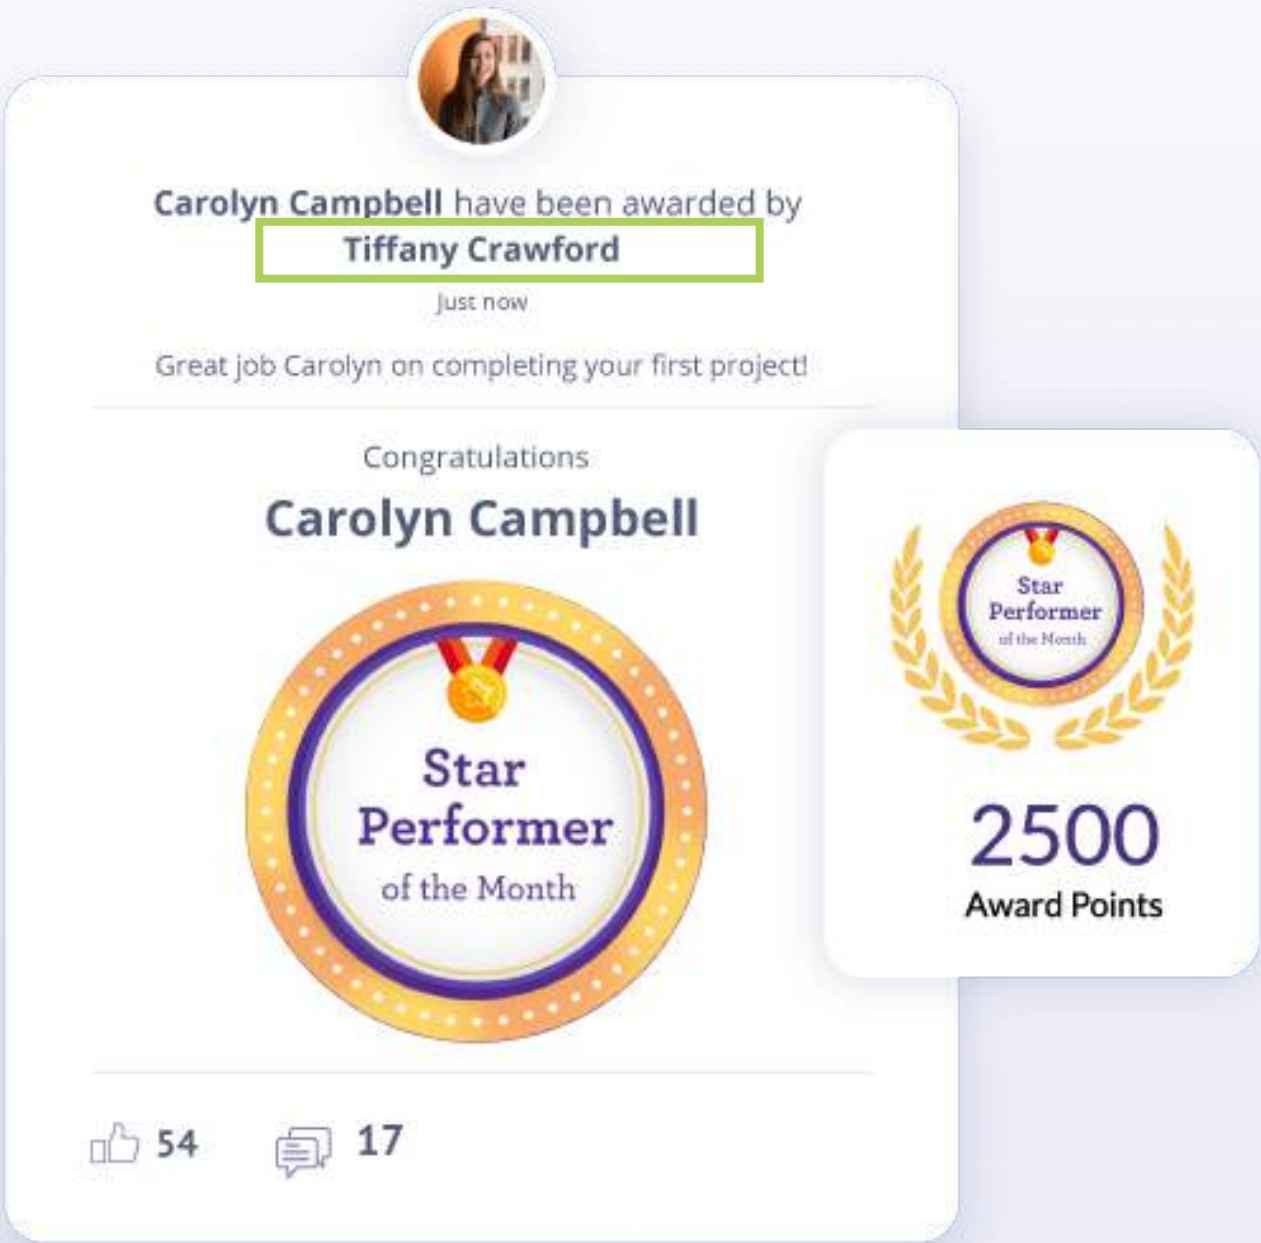 Carolyn Campbell have been awarded by
Tiffany Crawford
Just now
Great job Carolyn on completing your first project!
Congratulations
Carolyn Campbell
Star
Performer
of the Month
54
17
Star
Performer
of the Month
2500
Award Points